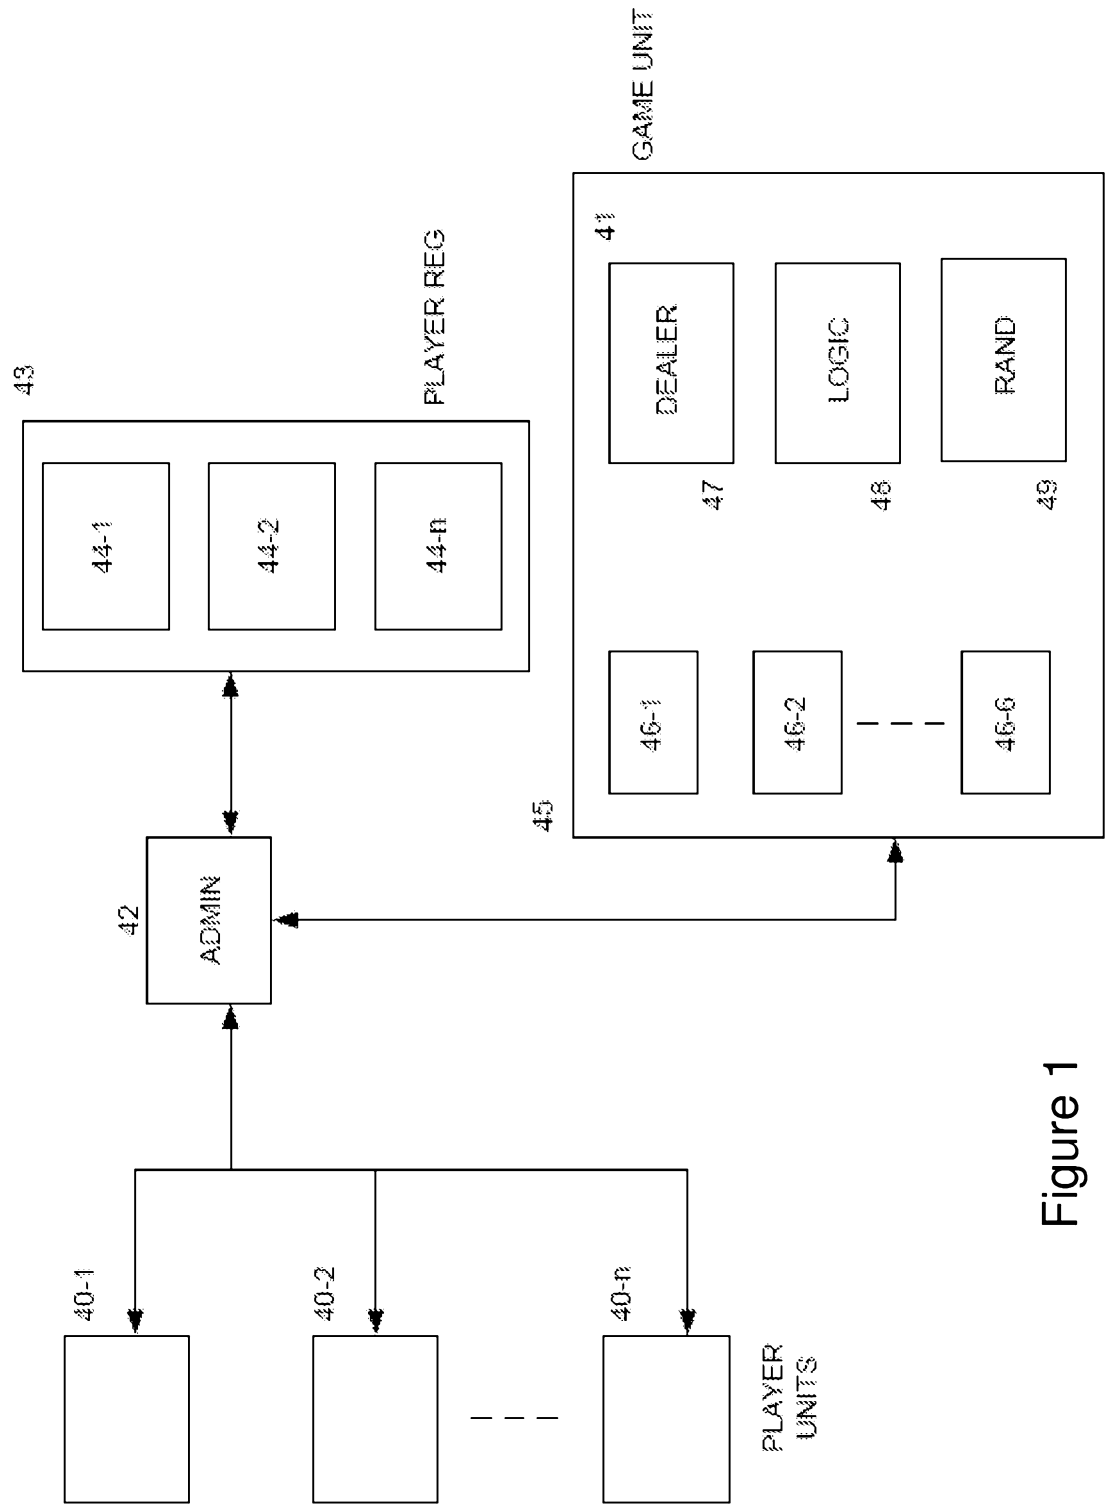 43
44-1
44-2
44-n
PLAYER REG
42
ADMIN
40-1
40-2
40-n
PLAYER
UNITS
GAME UNIT
41
45
46-1
46-2
46-6
DEALER
47
LOGIC
48
RAND
49
Figure 1